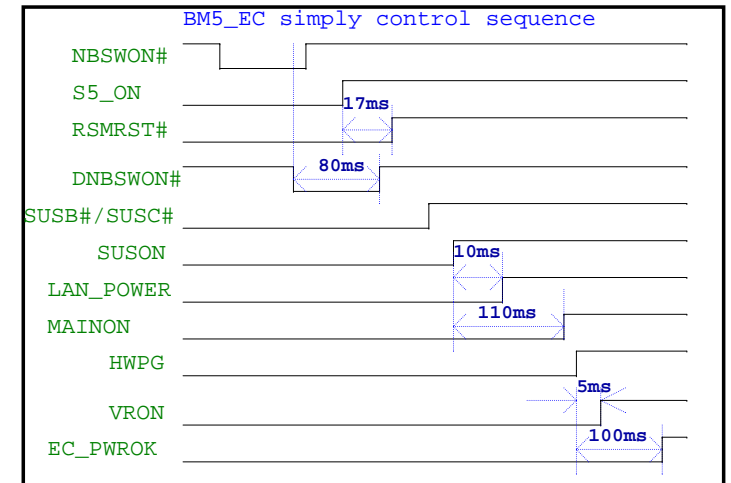 BM5_EC simply control sequence
NBSWON#
S5_ON
17ms
RSMRST#
80ms
DNBSWON#
SUSB#/SUSC#
SUSON
10ms
LAN_POWER
110ms
MAINON
HWPG
5ms
VRON
100ms
EC_PWROK